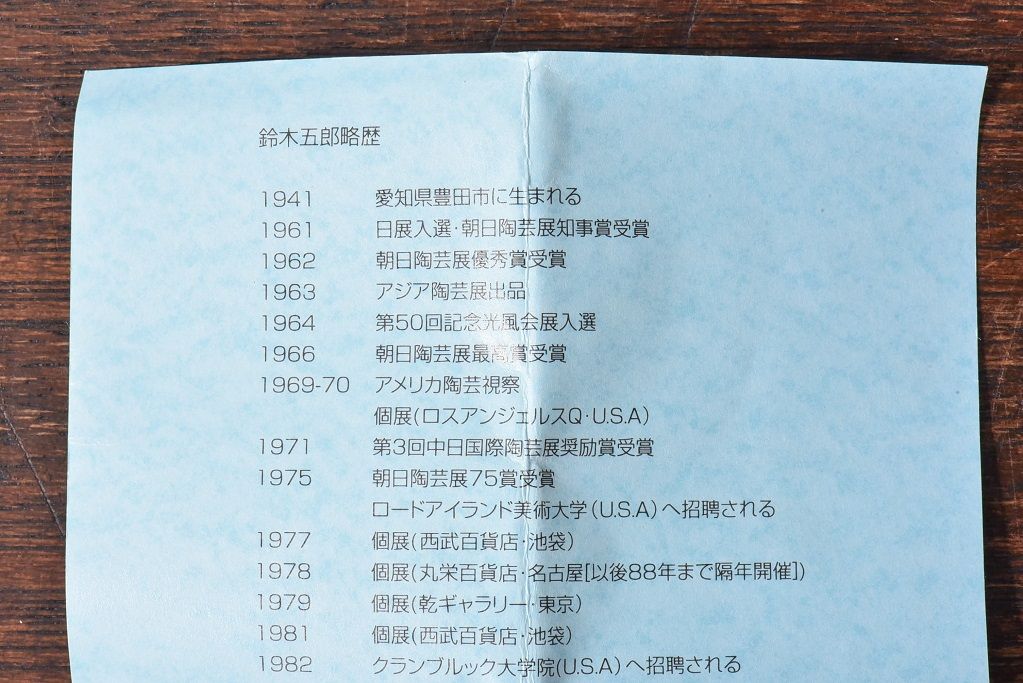 鈴木五郎略歴
1941 愛知県豊田市に生まれる
1961 日展入選・朝日陶芸展知事賞受賞
1962 朝日陶芸展優秀賞受賞
1963 アジア陶芸展出品
1964 第50回記念光風会展入選
1966 朝日陶芸展最高賞受賞
1969-70 アメリカ陶芸視察
個展(ロスアンジェルスQ・U.S.A)
1971 第3回中日国際陶芸展奨励賞受賞
1975 朝日陶芸展75賞受賞
ロードアイランド美術大学(U.S.A)へ招聘される
1977 個展(西武百貨店・池袋)
1978 個展(丸栄百貨店・名古屋[以後88年まで隔年開催])
1979 個展(乾ギャラリー・東京)
1981 個展(西武百貨店・池袋)
1982 クランブルック大学院(U.S.A)へ招聘される